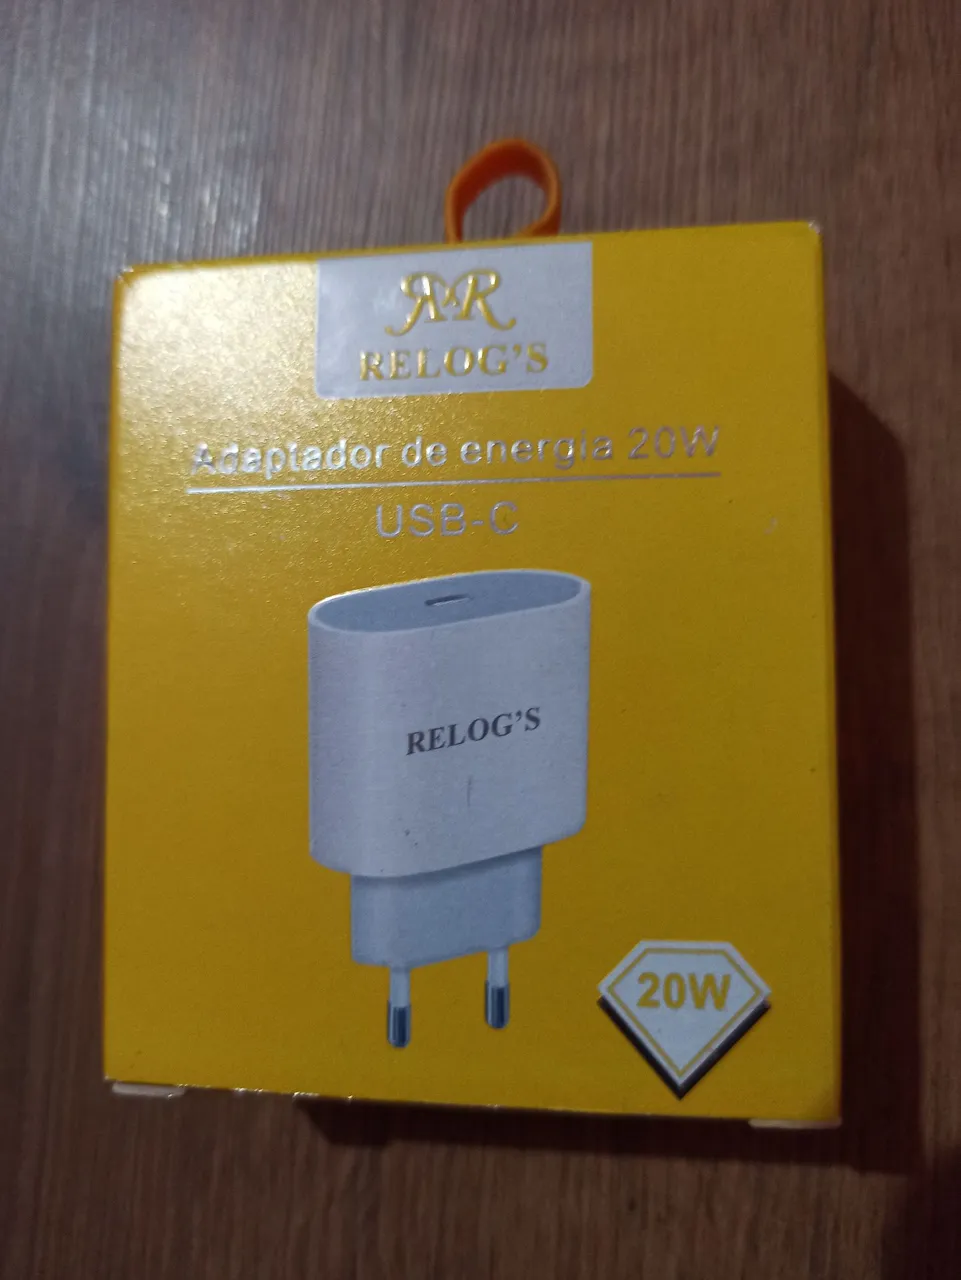 RR
RELOG'S
Adaptador de energia 20W
USB-C
RELOG'S
20W